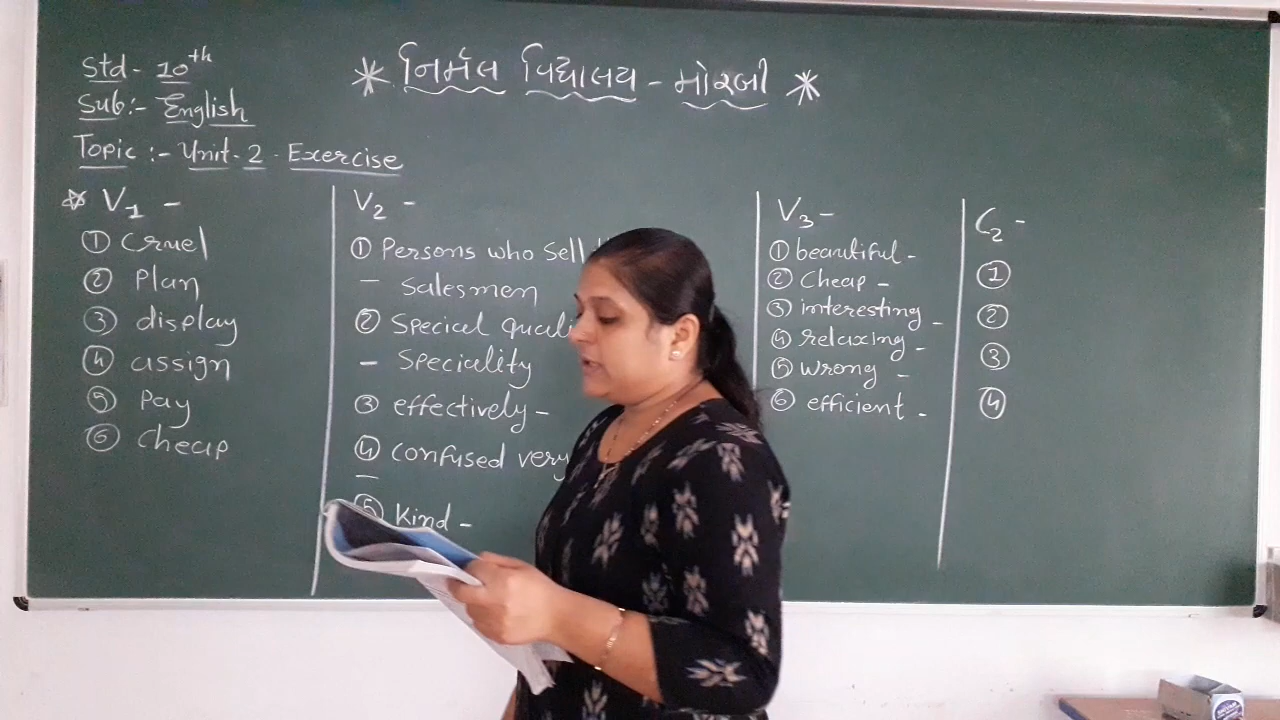 Std - 10th
Sub:- English
Topic :- Unit-2 - Exercise
* નિર્મલ વિદ્યાલય - મોરબી *
V1 -
① Cruel
② Plan
③ display
④ assign
⑤ Pay
⑥ Cheap
V2 -
① Persons who sell
- Salesmen
② Special
- Speciality
③ effectively -
④ confused very
-
⑤ Kind -
V3 -
① beautiful -
② Cheap -
③ interesting -
④ relaxing -
⑤ wrong -
⑥ efficient -
C2 -
①
②
③
④